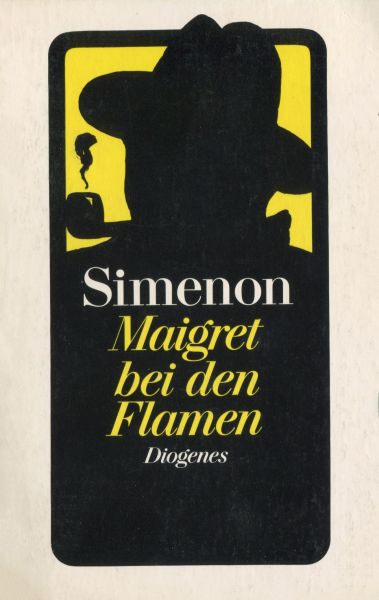 Simenon
Maigret
bei den
Flamen
Diogenes